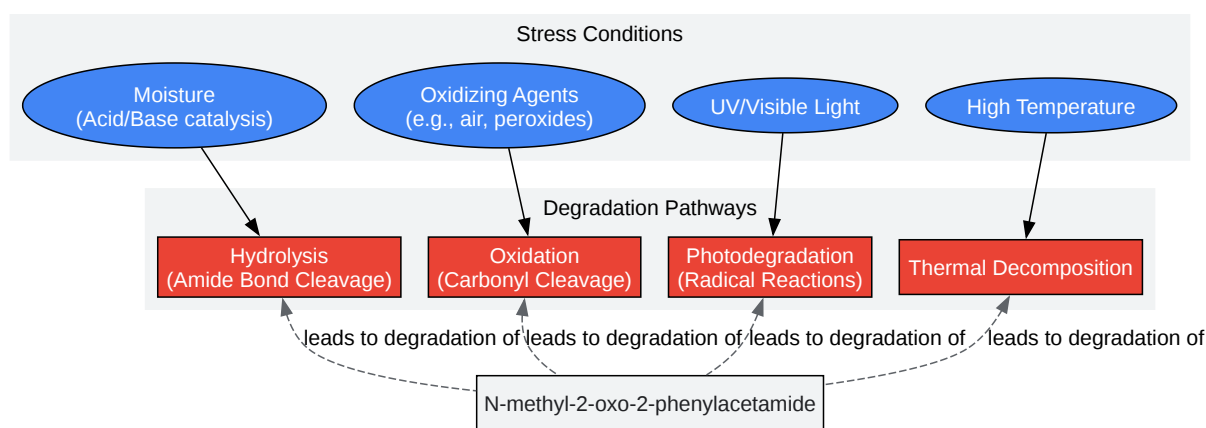 Stress Conditions
Moisture
(Acid/Base catalysis)
Oxidizing Agents
(e.g., air, peroxides)
UV/Visible Light
High Temperature
Degradation Pathways
Hydrolysis
(Amide Bond Cleavage)
Oxidation
(Carbonyl Cleavage)
Photodegradation
(Radical Reactions)
Thermal Decomposition
leads to degradation of
leads to degradation of
leads to degradation of
leads to degradation of
N-methyl-2-oxo-2-phenylacetamide